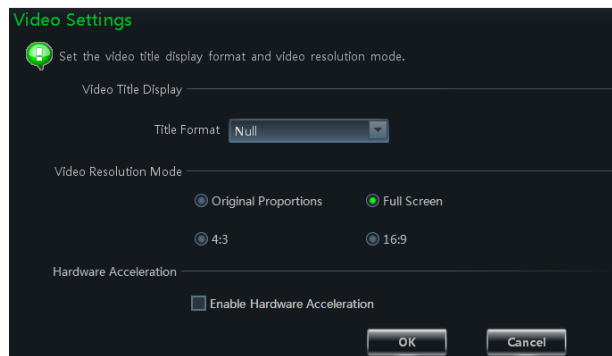 Video Settings
Set the video title display format and video resolution mode.
Video Title Display
Title Format Null
Video Resolution Mode
Original Proportions Full Screen
4:3 16:9
Hardware Acceleration
Enable Hardware Acceleration
OK Cancel